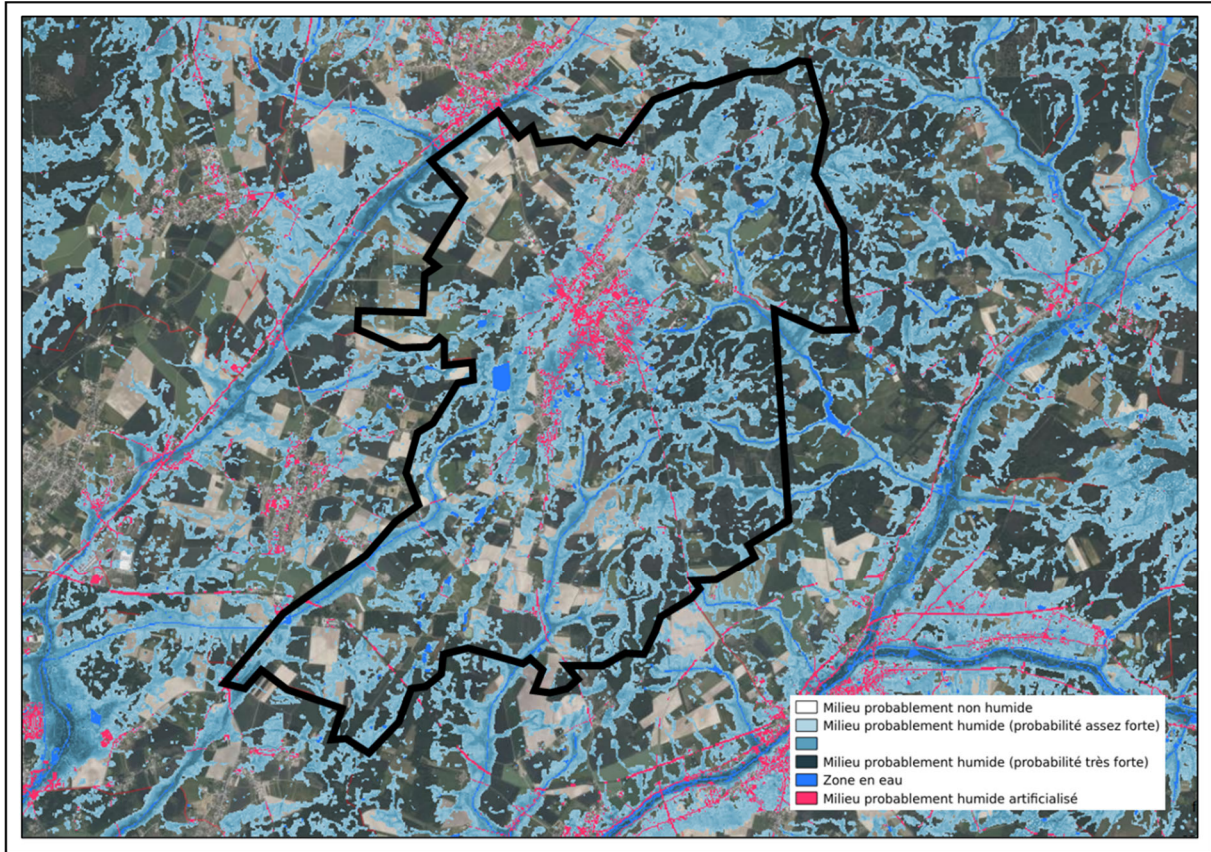 Milieu probablement non humide
Milieu probablement humide (probabilité assez forte)
Milieu probablement humide (probabilité très forte)
Zone en eau
Milieu probablement humide artificialisé